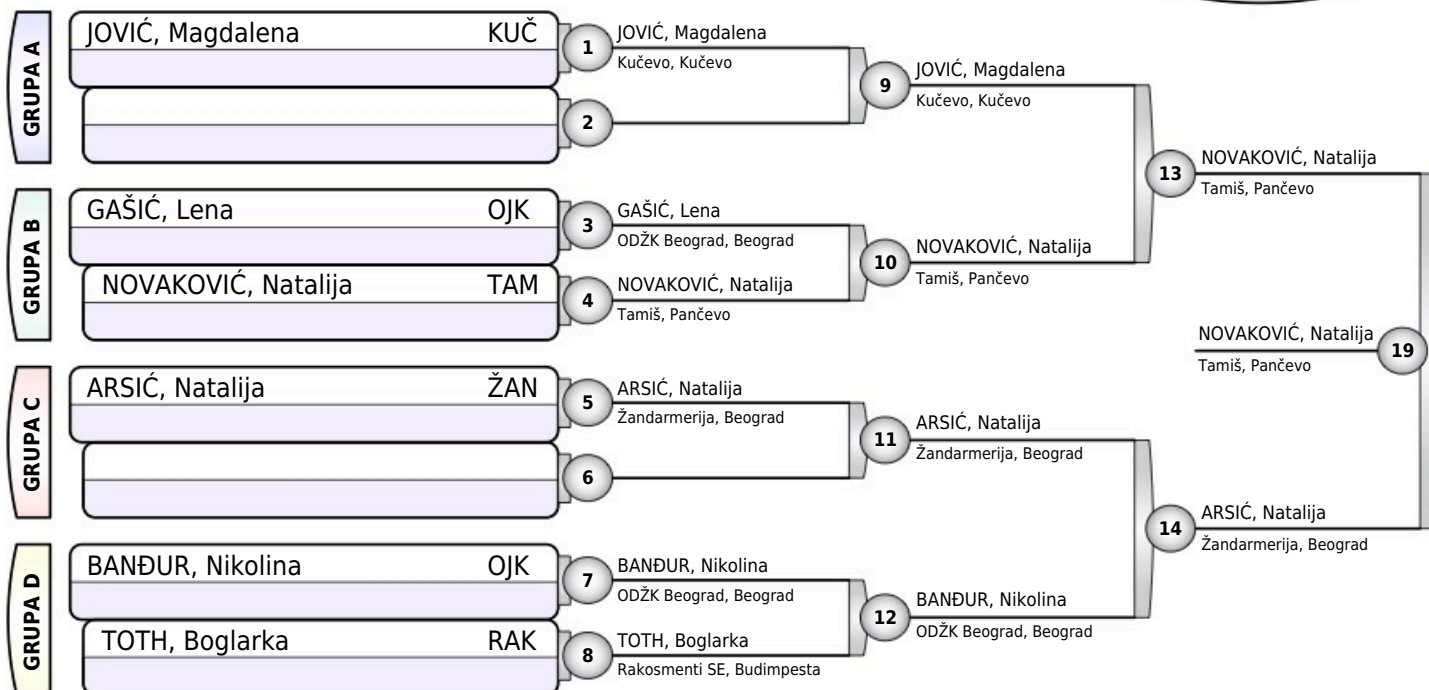 GRUPA A
JOVIĆ, Magdalena KUČ
1
JOVIĆ, Magdalena
Kučevo, Kučevo
2
9
JOVIĆ, Magdalena
Kučevo, Kučevo
GRUPA B
GAŠIĆ, Lena OJK
3
GAŠIĆ, Lena
ODŽK Beograd, Beograd
NOVAKOVIĆ, Natalija TAM
4
NOVAKOVIĆ, Natalija
Tamiš, Pančevo
10
NOVAKOVIĆ, Natalija
Tamiš, Pančevo
13
NOVAKOVIĆ, Natalija
Tamiš, Pančevo
GRUPA C
ARSIĆ, Natalija ŽAN
5
ARSIĆ, Natalija
Žandarmerija, Beograd
6
11
ARSIĆ, Natalija
Žandarmerija, Beograd
GRUPA D
BANĐUR, Nikolina OJK
7
BANĐUR, Nikolina
ODŽK Beograd, Beograd
TOTH, Boglarka RAK
8
TOTH, Boglarka
Rakosmenti SE, Budimpesta
12
BANĐUR, Nikolina
ODŽK Beograd, Beograd
14
ARSIĆ, Natalija
Žandarmerija, Beograd
NOVAKOVIĆ, Natalija
Tamiš, Pančevo
19